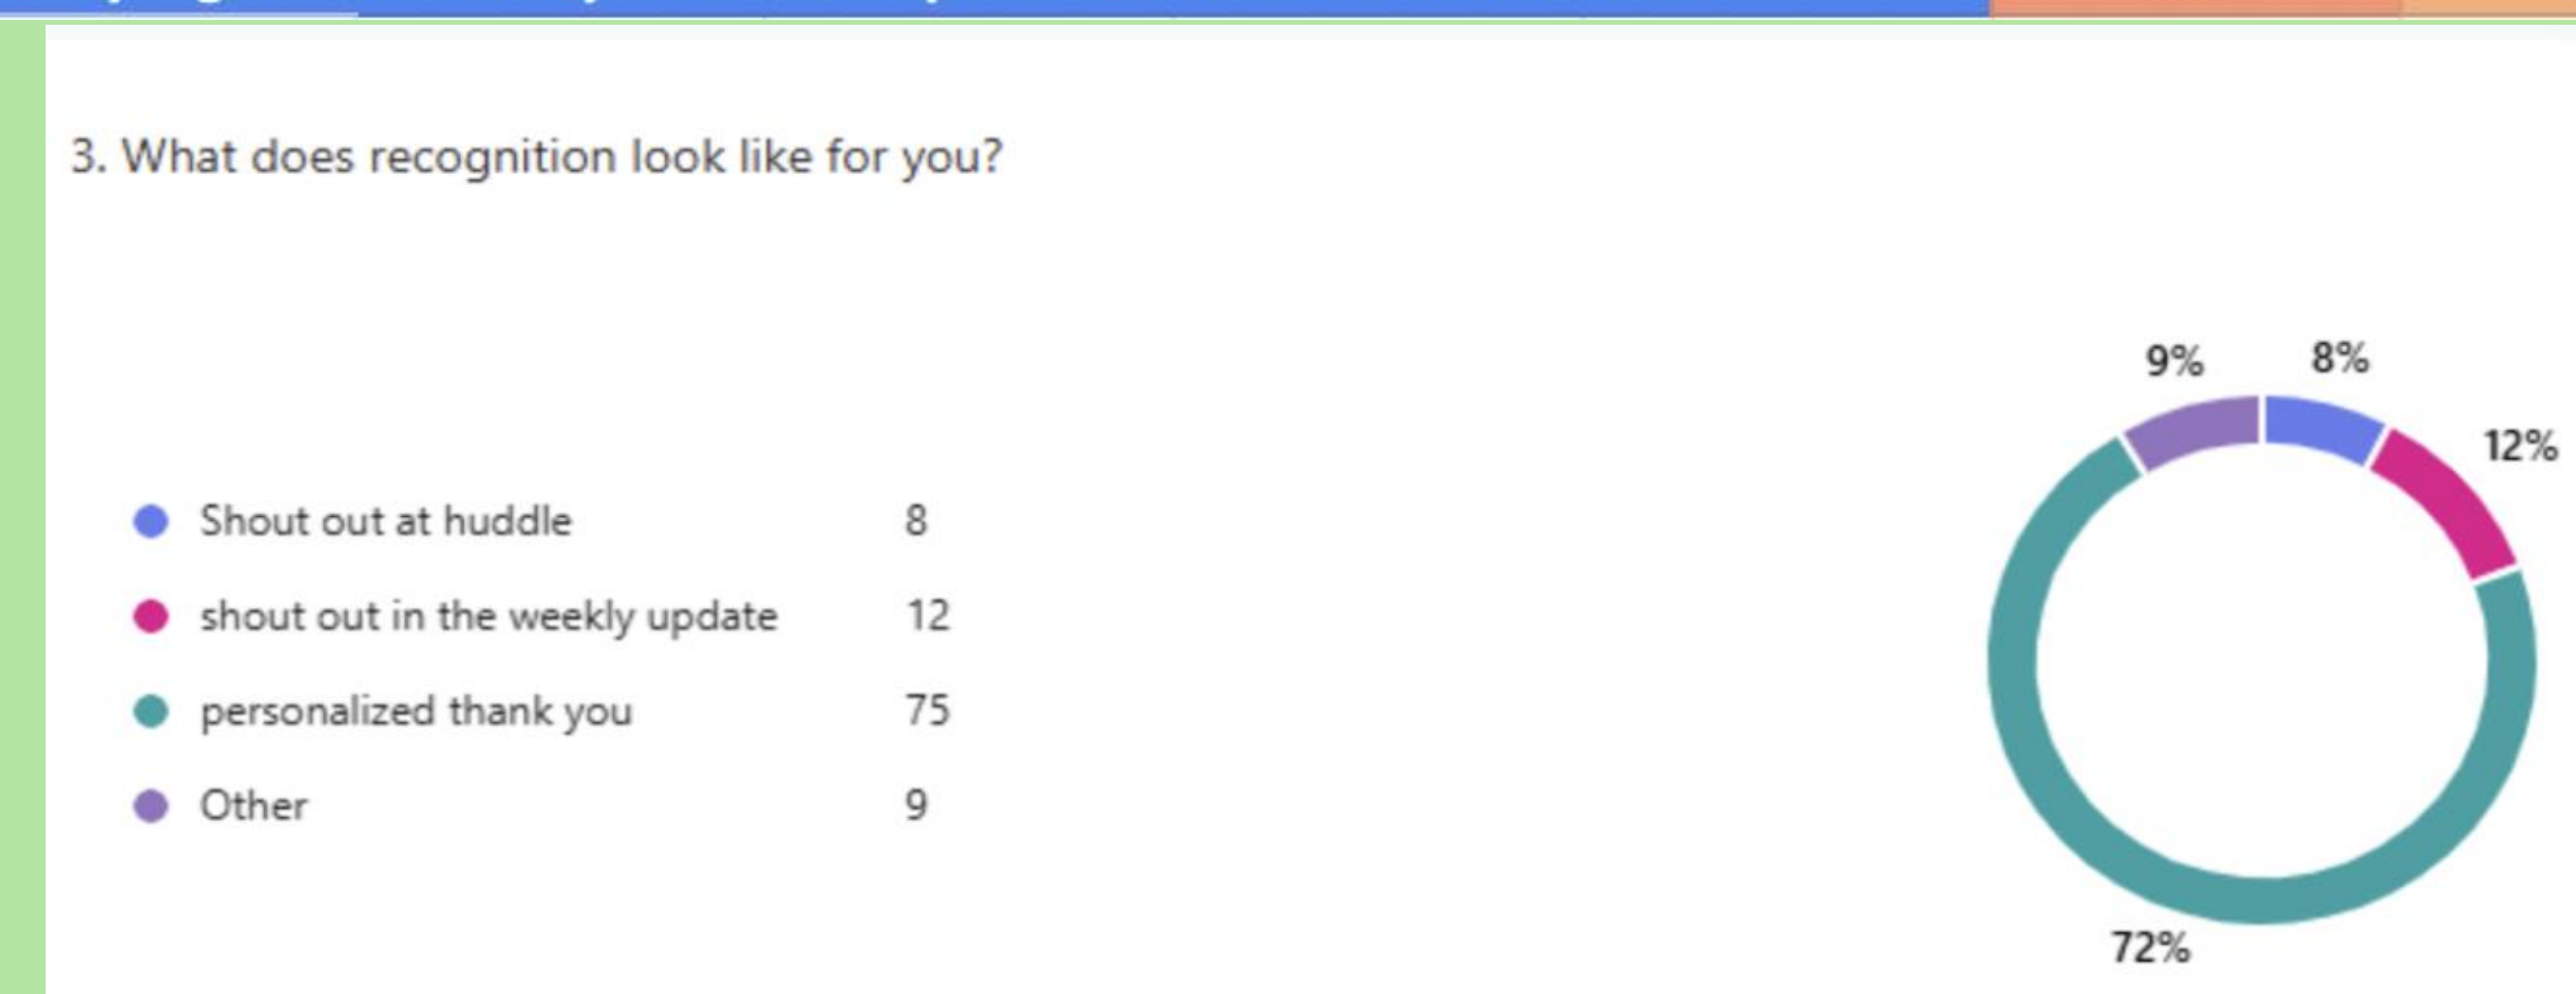 3. What does recognition look like for you?
9%
8%
12%
Shout out at huddle 8
shout out in the weekly update 12
personalized thank you 75
Other 9
72%